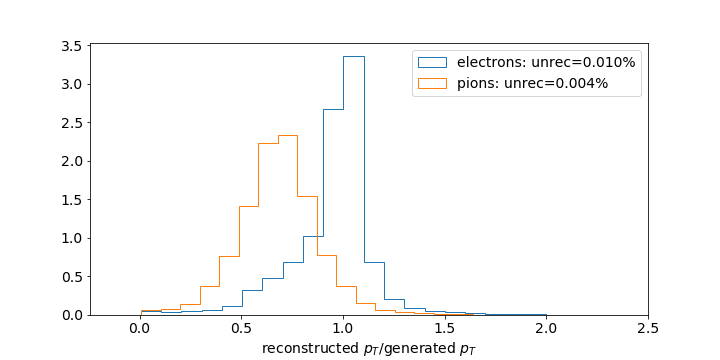 3.5
3.0
2.5
2.0
1.5
1.0
0.5
0.0
electrons: unrec=0.010%
pions: unrec=0.004%
0.0 0.5 1.0 1.5 2.0 2.5
reconstructed p_T/generated p_T